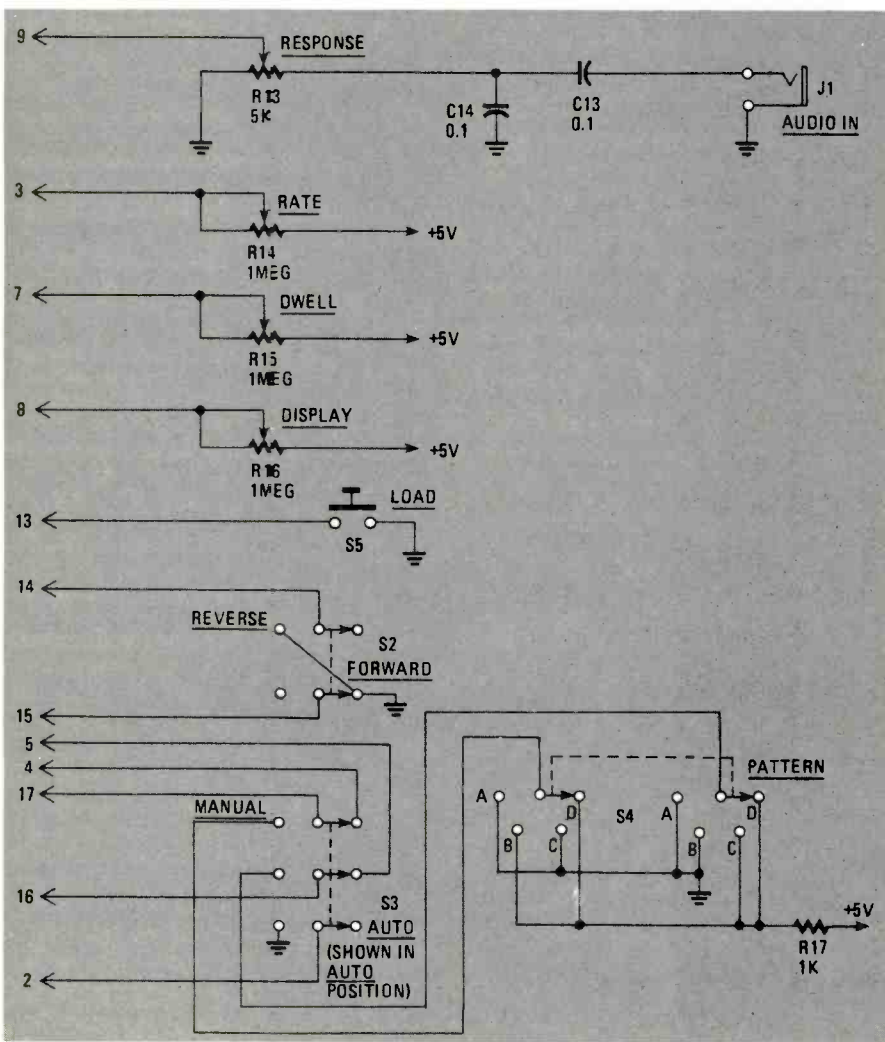 9
RESPONSE
R13
5K
C14
0.1
C13
0.1
J1
AUDIO IN
3
RATE
R14
1MEG
+5V
7
DWELL
R15
1MEG
+5V
8
DISPLAY
R16
1MEG
+5V
13
LOAD
S5
14
REVERSE
S2
FORWARD
15
5
4
17
MANUAL
16
S3
AUTO
(SHOWN IN
AUTO
POSITION)
2
PATTERN
A
D
S4
A
D
B
C
B
C
+5V
R17
1K